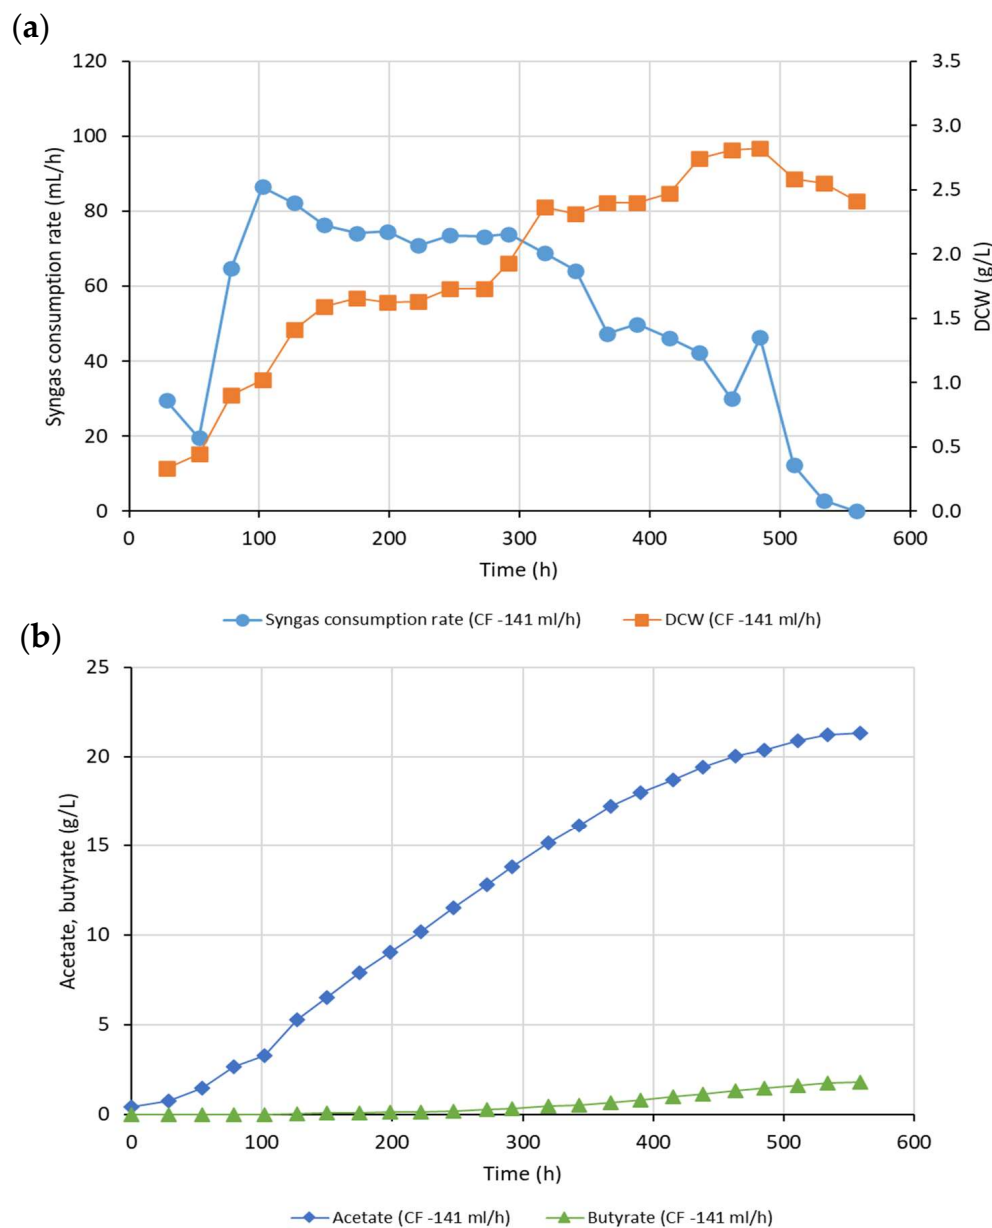 (a)
120
100
80
60
40
20
0
Syngas consumption rate (mL/h)
3.5
3.0
2.5
2.0
1.5
1.0
0.5
0.0
DCW (g/L)
0 100 200 300 400 500 600
Time (h)
Syngas consumption rate (CF -141 ml/h) DCW (CF -141 ml/h)
(b)
25
20
15
10
5
0
Acetate, butyrate (g/L)
0 100 200 300 400 500 600
Time (h)
Acetate (CF -141 ml/h) Butyrate (CF -141 ml/h)